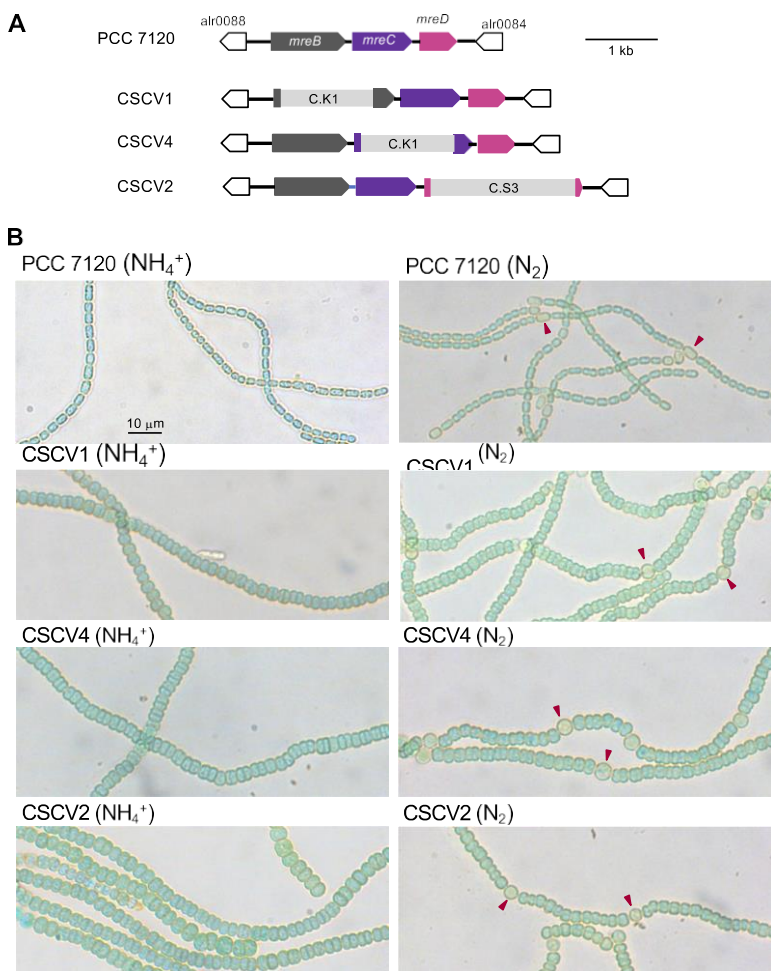 A
alr0088
mreD
alr0084
PCC 7120
mreB
mreC
1 kb
CSCV1
C.K1
CSCV4
C.K1
CSCV2
C.S3
B
PCC 7120 (NH₄⁺)
PCC 7120 (N₂)
10 μm
CSCV1 (NH₄⁺)
CSCV1 (N₂)
CSCV4 (NH₄⁺)
CSCV4 (N₂)
CSCV2 (NH₄⁺)
CSCV2 (N₂)